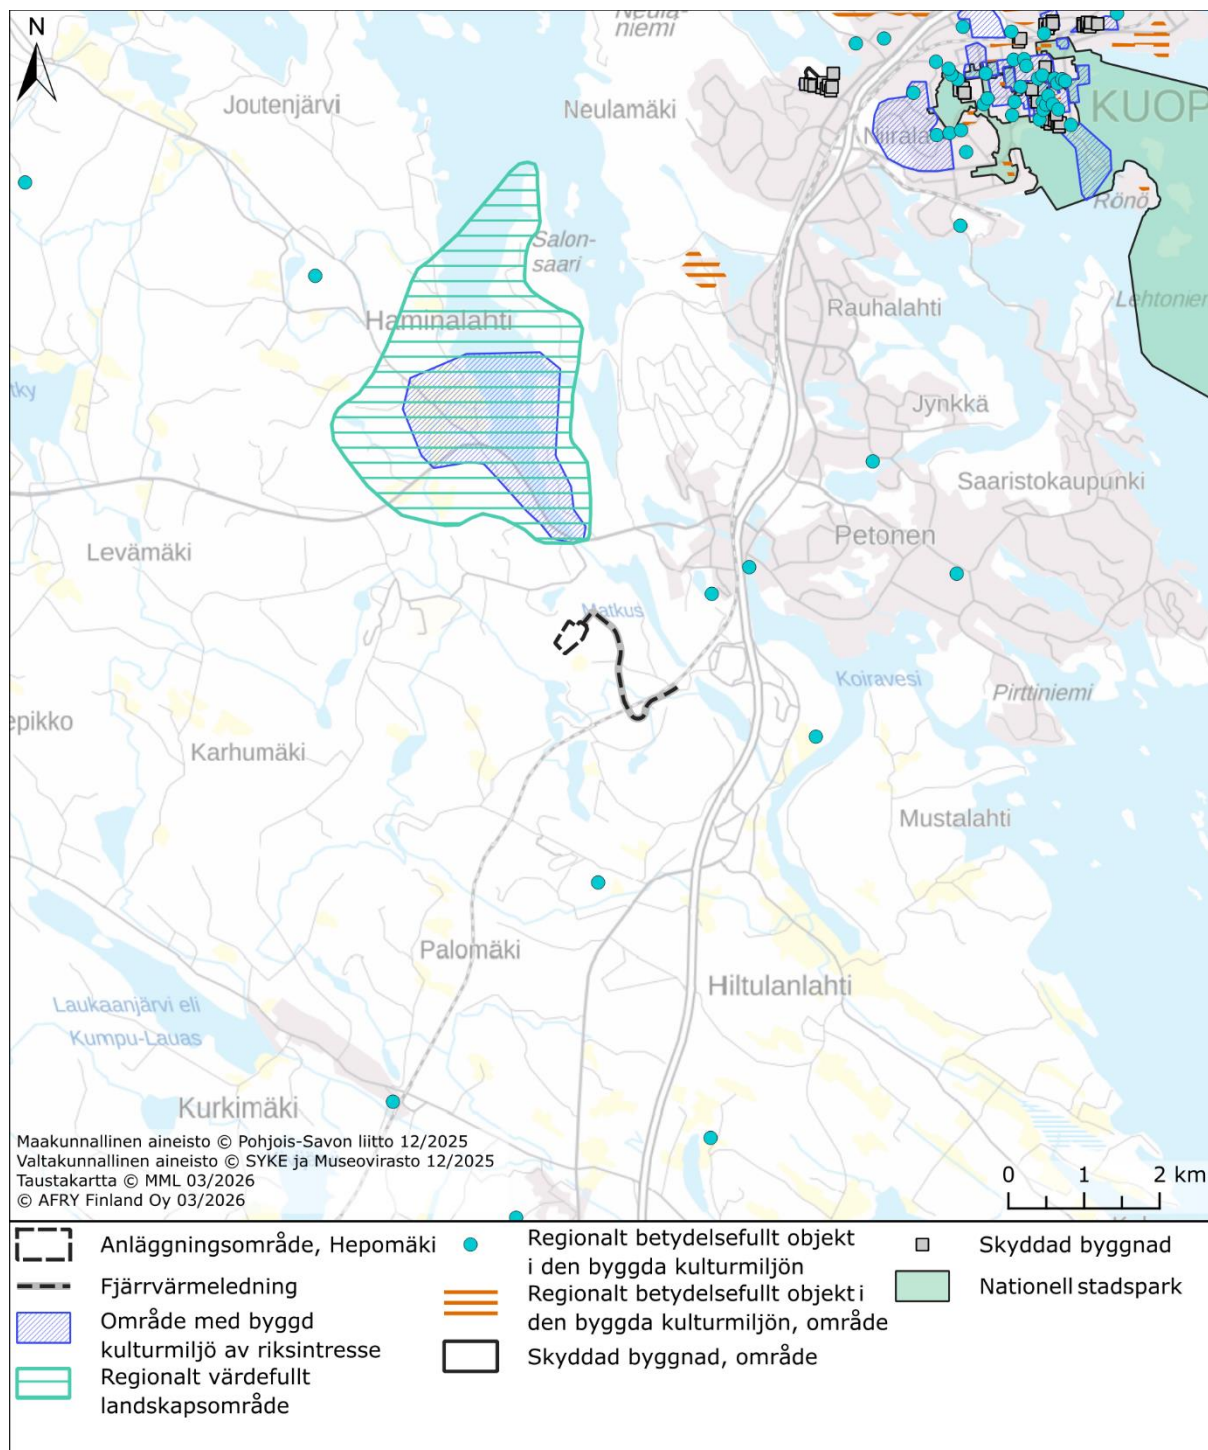 N
Neula-
niemi
Joutenjärvi
Neulamäki
KUOP
Niirala
Rönö
Salon-
saari
Lehtonier
Rauhalahti
Haminalahti
tky
Jynkkä
Saaristokaupunki
Petonen
Levämäki
Matkus
Koiravesi
Pirttiniemi
epikko
Karhumäki
Mustalahti
Palomäki
Hiltulanlahti
Laukaanjärvi eli
Kumpu-Lauas
Kurkimäki
Maakunnallinen aineisto © Pohjois-Savon liitto 12/2025
Valtakunnallinen aineisto © SYKE ja Museovirasto 12/2025
Taustakartta © MML 03/2026
© AFRY Finland Oy 03/2026
0 1 2 km
Anläggningsområde, Hepomäki
Fjärrvärmeledning
Område med byggd
kulturmiljö av riksintresse
Regionalt värdefullt
landskapsområde
Regionalt betydelsefullt objekt
i den byggda kulturmiljön
Regionalt betydelsefullt objekt i
den byggda kulturmiljön, område
Skyddad byggnad, område
Skyddad byggnad
Nationell stadspark